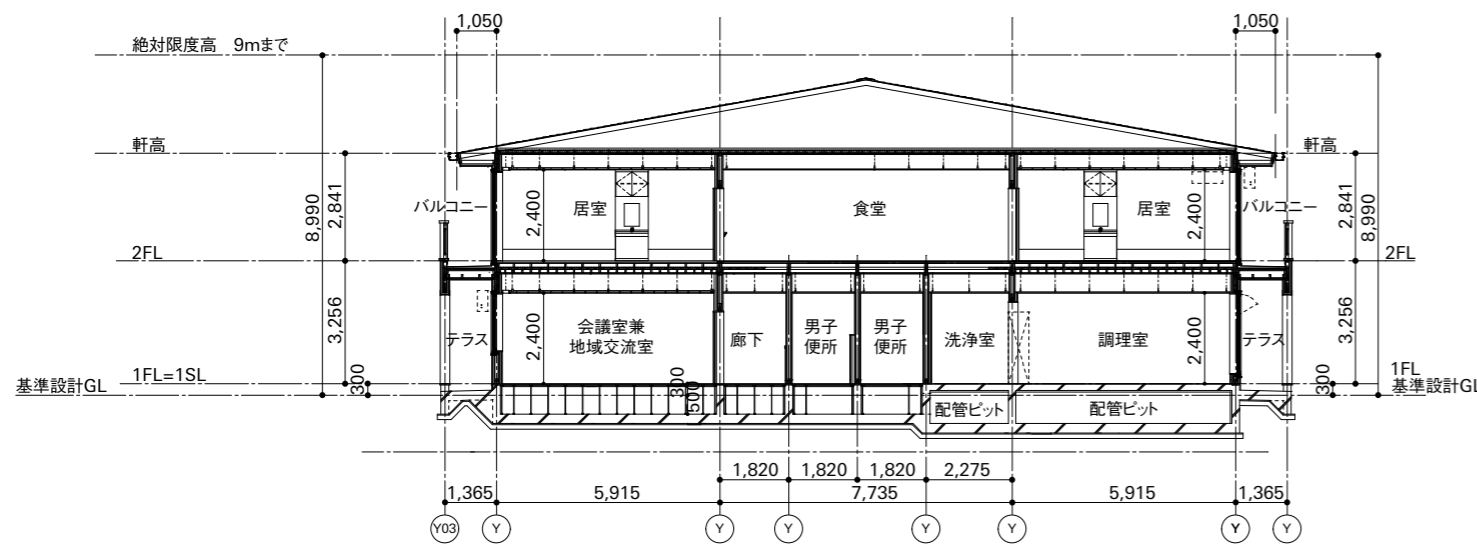 1,050
1,050
絶対限度高 9mまで
軒高
軒高
8,990
2,841
2,841
8,990
バルコニー
2,400
居室
食堂
居室
2,400
バルコニー
2FL
2FL
3,256
3,256
テラス
2,400
会議室兼
地域交流室
廊下
男子
便所
男子
便所
洗浄室
調理室
2,400
テラス
1FL=1SL
1FL
基準設計GL
基準設計GL
300
300
500
300
配管ピット
配管ピット
1,820
1,820
1,820
2,275
1,365
5,915
7,735
5,915
1,365
Y03
Y
Y
Y
Y
Y
Y
Y